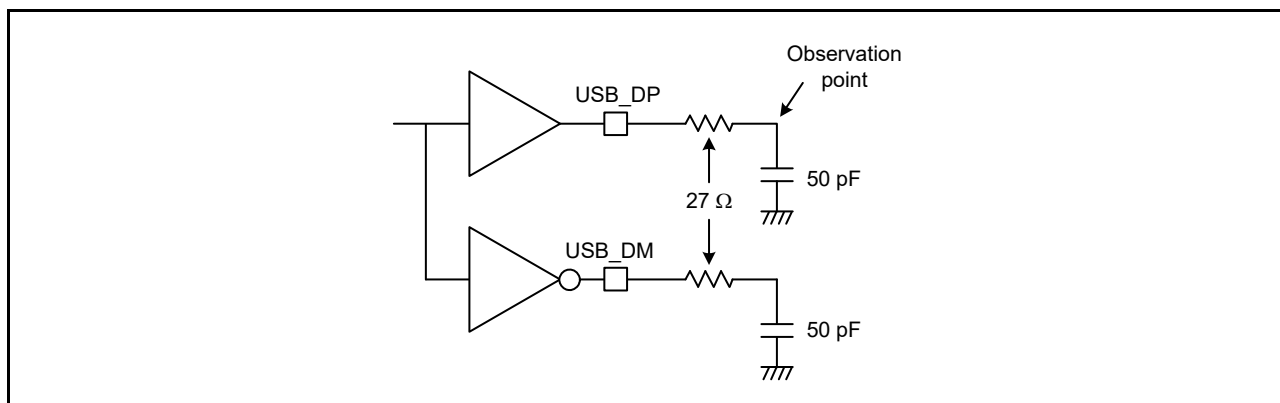 Observation
point
USB_DP
50 pF
27 Ω
USB_DM
50 pF